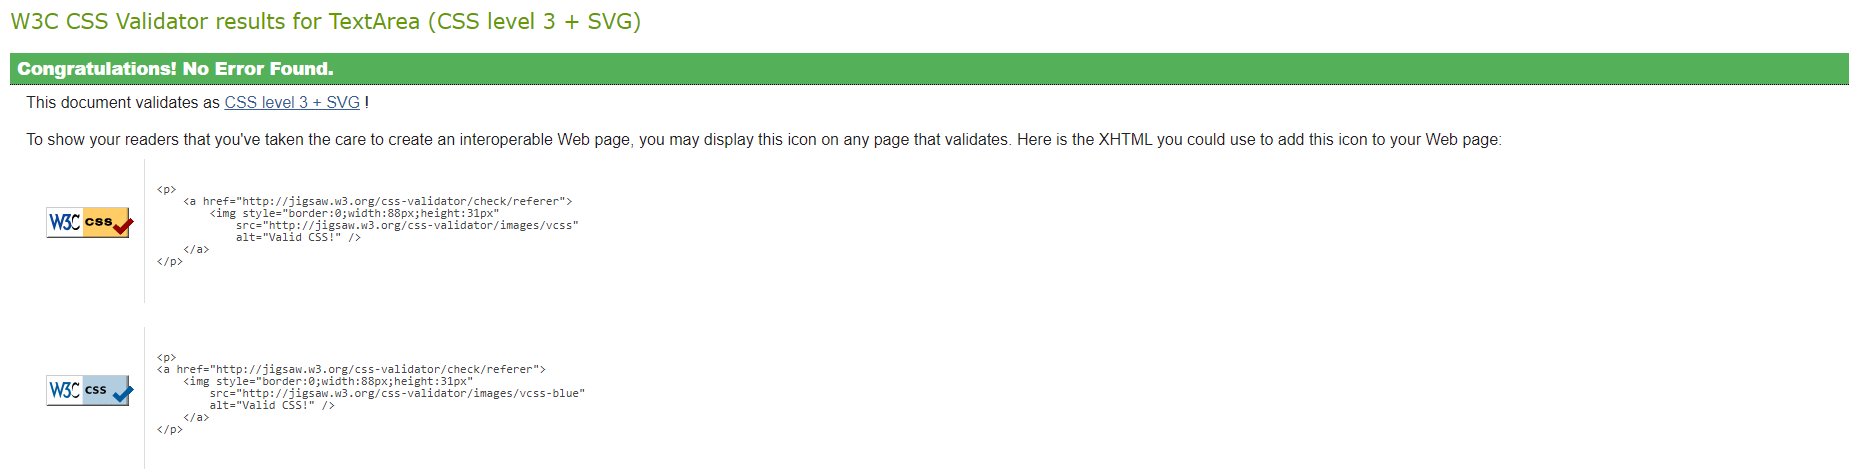 W3C CSS Validator results for TextArea (CSS level 3 + SVG)
Congratulations! No Error Found.
This document validates as CSS level 3 + SVG !
To show your readers that you've taken the care to create an interoperable Web page, you may display this icon on any page that validates. Here is the XHTML you could use to add this icon to your Web page:
W3C css
<p>
    <a href="http://jigsaw.w3.org/css-validator/check/referer">
        <img style="border:0;width:88px;height:31px"
            src="http://jigsaw.w3.org/css-validator/images/vcss"
            alt="Valid CSS!" />
    </a>
</p>
W3C css
<p>
<a href="http://jigsaw.w3.org/css-validator/check/referer">
    <img style="border:0;width:88px;height:31px"
        src="http://jigsaw.w3.org/css-validator/images/vcss-blue"
        alt="Valid CSS!" />
    </a>
</p>